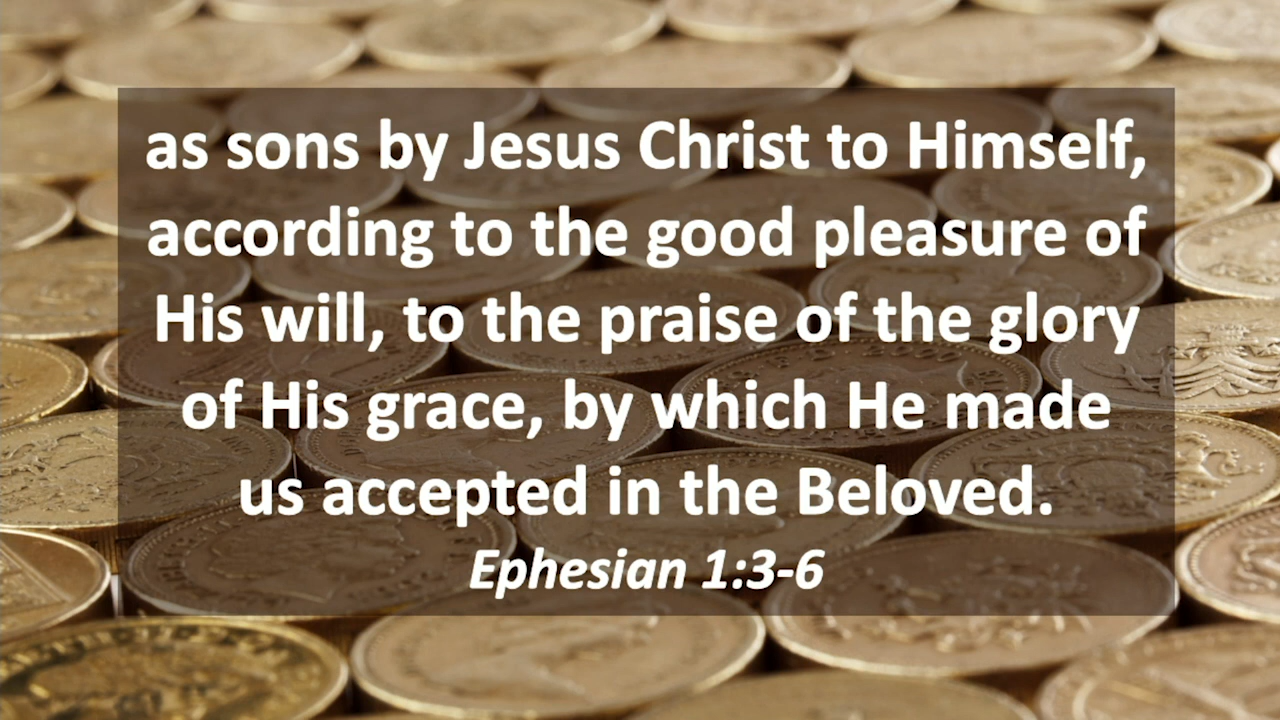 as sons by Jesus Christ to Himself,
according to the good pleasure of
His will, to the praise of the glory
of His grace, by which He made
us accepted in the Beloved.
Ephesian 1:3-6